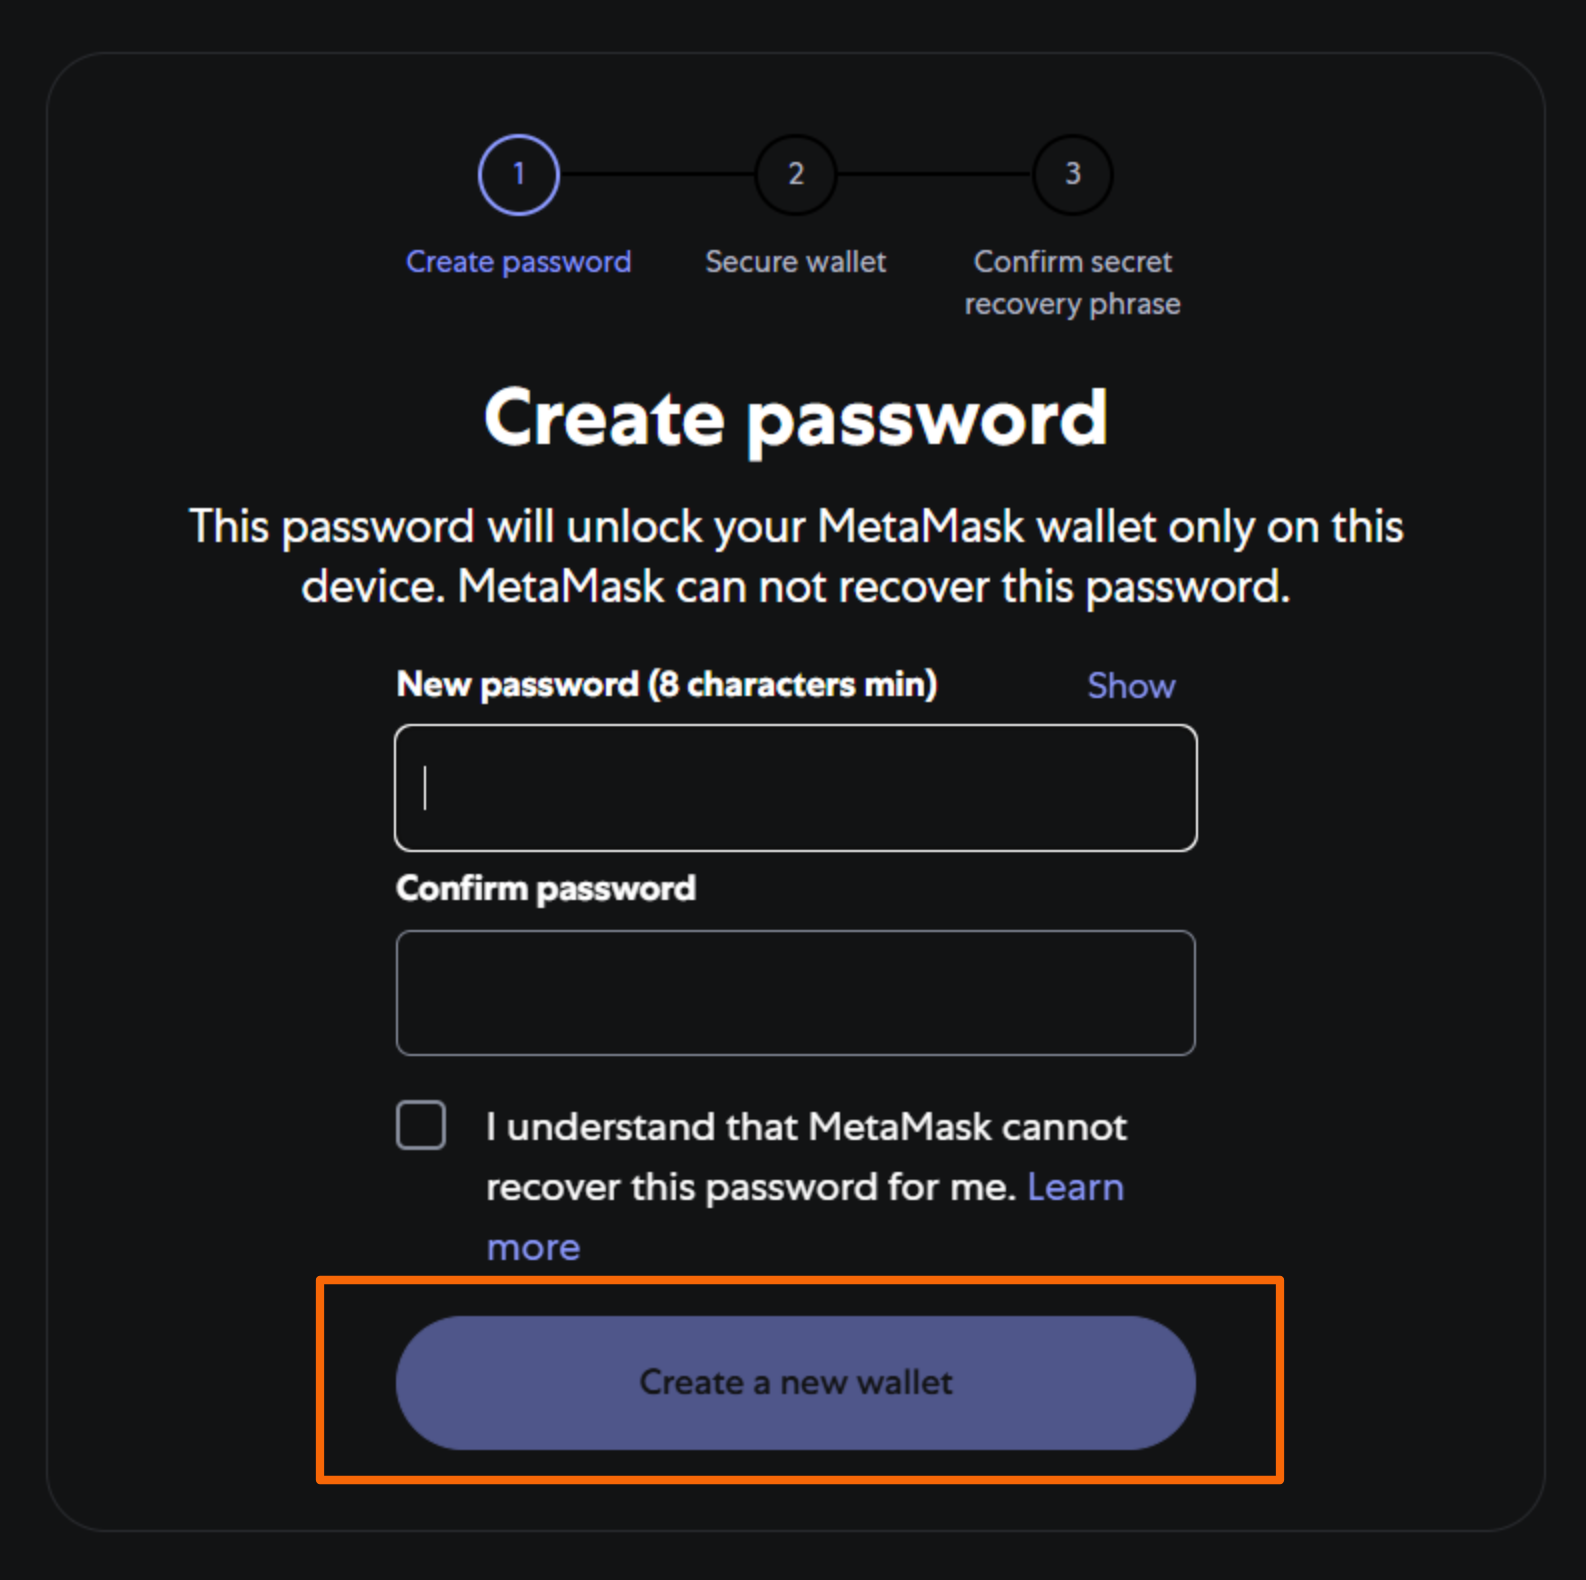 1
2
3
Create password
Secure wallet
Confirm secret
recovery phrase
Create password
This password will unlock your MetaMask wallet only on this
device. MetaMask can not recover this password.
New password (8 characters min)
Show
Confirm password
I understand that MetaMask cannot
recover this password for me. Learn
more
Create a new wallet